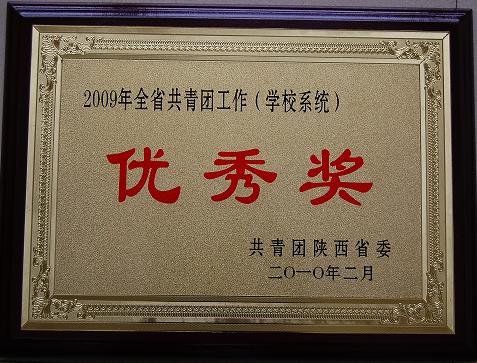 2009年全省共青团工作（学校系统）
优秀奖
共青团陕西省委
二〇一〇年二月